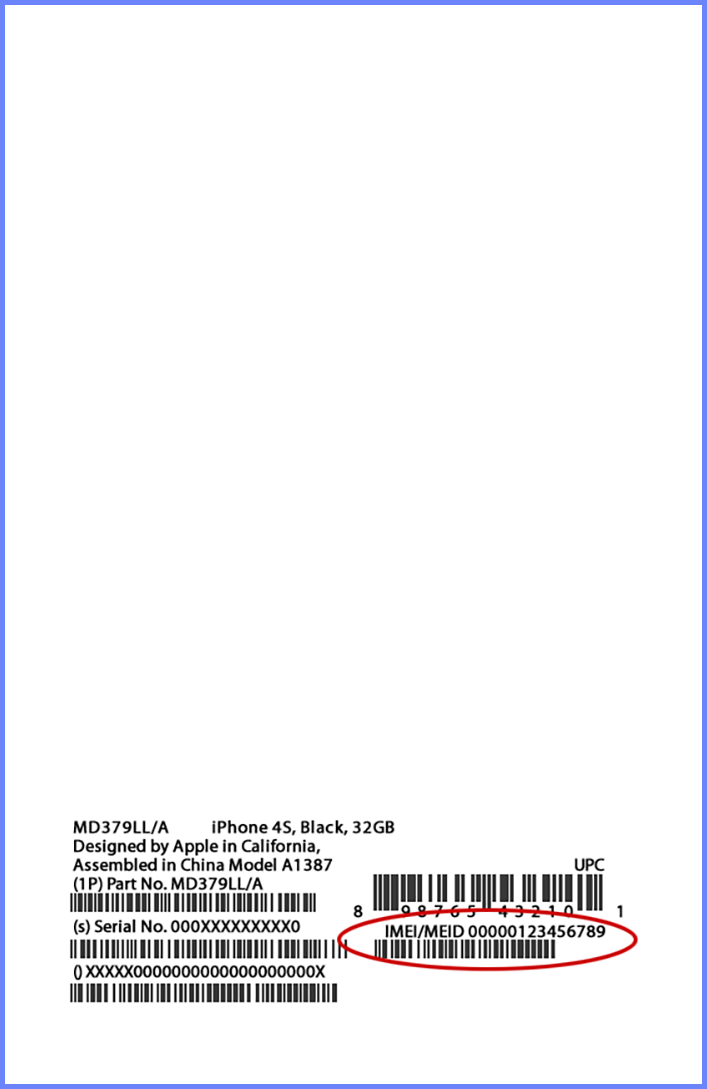 MD379LL/A iPhone 4S, Black, 32GB
Designed by Apple in California,
Assembled in China Model A1387
(1P) Part No. MD379LL/A
(s) Serial No. 000XXXXXXXXX0
() XXXXX0000000000000000000X
UPC
8 98765 43210 1
IMEI/MEID 00000123456789